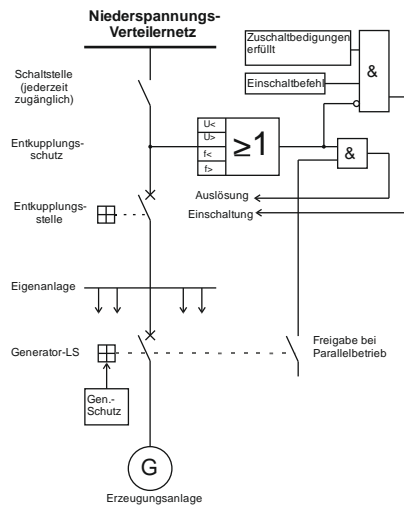 Niederspannungs-
Verteilernetz
Zuschaltbedigungen
erfüllt
&
Schaltstelle
(jederzeit
zugänglich)
Einschaltbefehl
U<
U>
f<
f>
≥1
Entkupplungs-
schutz
&
Auslösung
Einschaltung
Entkupplungs-
stelle
Eigenanlage
Generator-LS
Freigabe bei
Parallelbetrieb
Gen.-
Schutz
G
Erzeugungsanlage